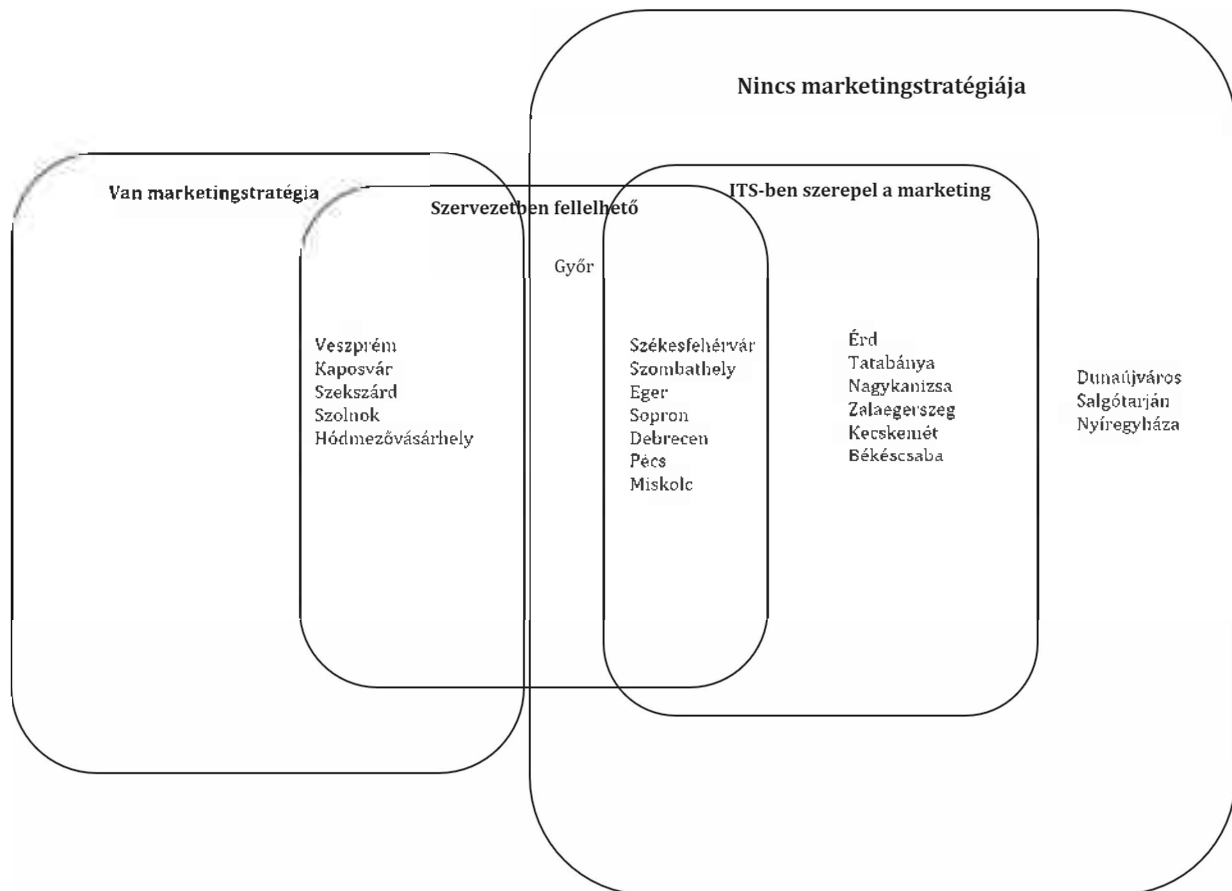 Nincs marketingstratégiája
Van marketingstratégia
Szervezetben fellelhető
ITS-ben szerepel a marketing
Győr
Veszprém
Kaposvár
Szekszárd
Szolnok
Hódmezővásárhely
Székesfehérvár
Szombathely
Eger
Sopron
Debrecen
Pécs
Miskolc
Érd
Tatabánya
Nagykanizsa
Zalaegerszeg
Kecskemét
Békéscsaba
Dunaújváros
Salgótarján
Nyíregyháza